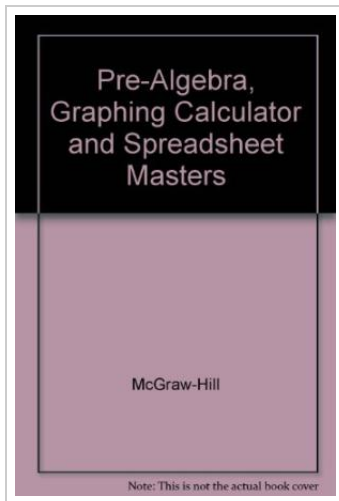 Pre-Algebra,
Graphing Calculator
and Spreadsheet
Masters
McGraw-Hill
Note: This is not the actual book cover